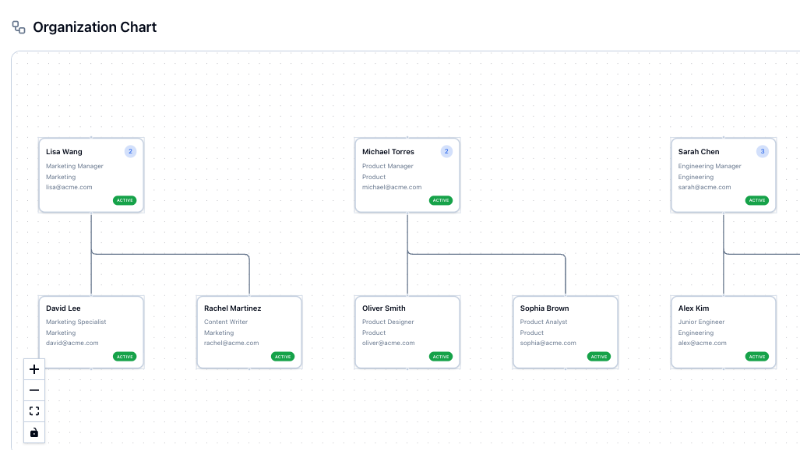 Organization Chart
Lisa Wang 2
Marketing Manager
Marketing
lisa@acme.com
ACTIVE
Michael Torres 2
Product Manager
Product
michael@acme.com
ACTIVE
Sarah Chen 3
Engineering Manager
Engineering
sarah@acme.com
ACTIVE
David Lee
Marketing Specialist
Marketing
david@acme.com
ACTIVE
Rachel Martinez
Content Writer
Marketing
rachel@acme.com
ACTIVE
Oliver Smith
Product Designer
Product
oliver@acme.com
ACTIVE
Sophia Brown
Product Analyst
Product
sophia@acme.com
ACTIVE
Alex Kim
Junior Engineer
Engineering
alex@acme.com
ACTIVE